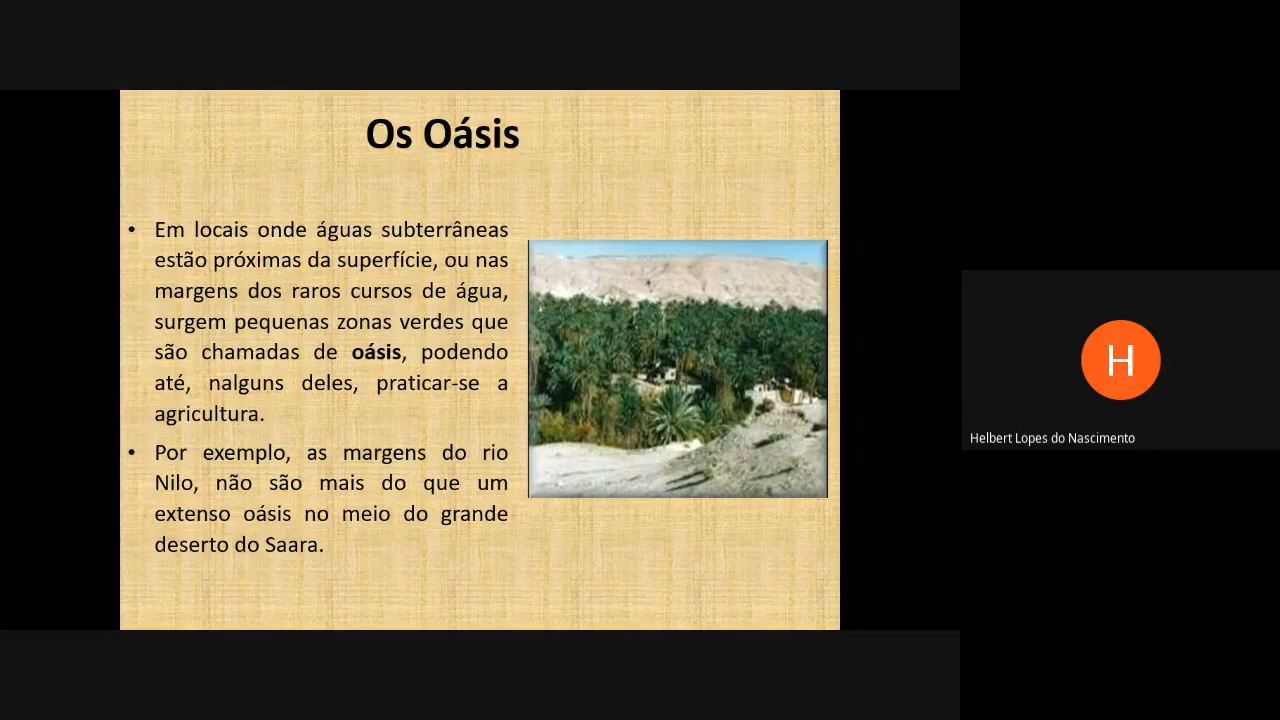 Os Oásis
• Em locais onde águas subterrâneas
estão próximas da superfície, ou nas
margens dos raros cursos de água,
surgem pequenas zonas verdes que
são chamadas de oásis, podendo
até, nalguns deles, praticar-se a
agricultura.
• Por exemplo, as margens do rio
Nilo, não são mais do que um
extenso oásis no meio do grande
deserto do Saara.
H
Helbert Lopes do Nascimento